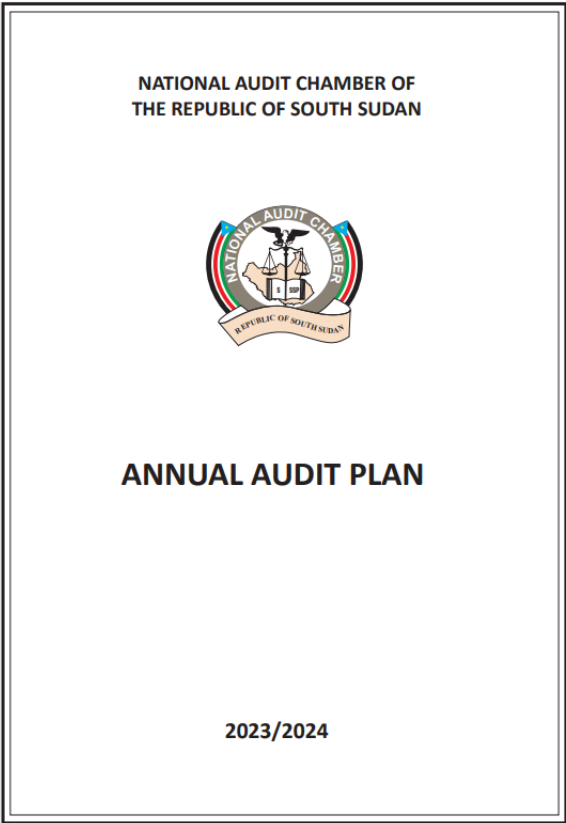 NATIONAL AUDIT CHAMBER OF
THE REPUBLIC OF SOUTH SUDAN
NATIONAL AUDIT CHAMBER
$ SSP
REPUBLIC OF SOUTH SUDAN
ANNUAL AUDIT PLAN
2023/2024